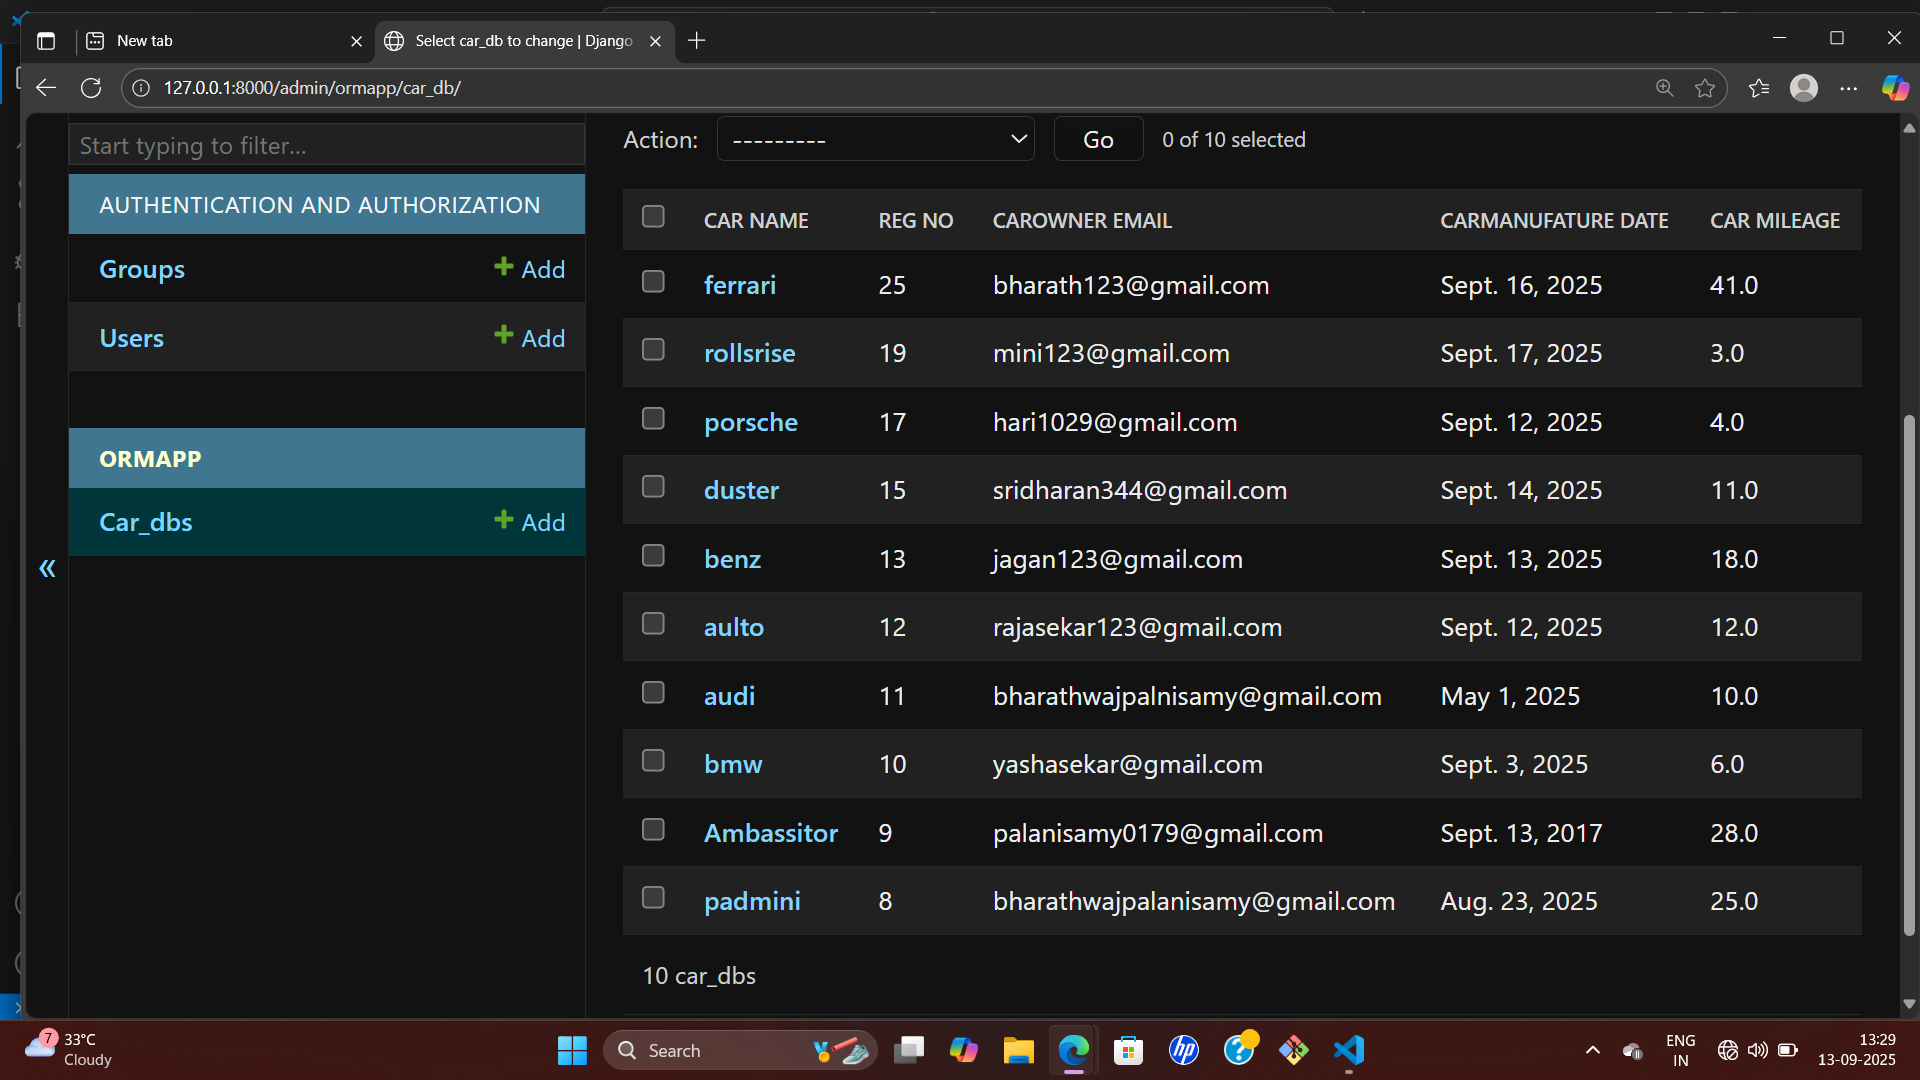 New tab
Select car_db to change | Django
127.0.0.1:8000/admin/ormapp/car_db/
Start typing to filter...
AUTHENTICATION AND AUTHORIZATION
Groups Add
Users Add
ORMAPP
Car_dbs Add
«
Action: --------- Go 0 of 10 selected
CAR NAME REG NO CAROWNER EMAIL CARMANUFATURE DATE CAR MILEAGE
ferrari 25 bharath123@gmail.com Sept. 16, 2025 41.0
rollsrise 19 mini123@gmail.com Sept. 17, 2025 3.0
porsche 17 hari1029@gmail.com Sept. 12, 2025 4.0
duster 15 sridharan344@gmail.com Sept. 14, 2025 11.0
benz 13 jagan123@gmail.com Sept. 13, 2025 18.0
aulto 12 rajasekar123@gmail.com Sept. 12, 2025 12.0
audi 11 bharathwajpalnisamy@gmail.com May 1, 2025 10.0
bmw 10 yashasekar@gmail.com Sept. 3, 2025 6.0
Ambassitor 9 palanisamy0179@gmail.com Sept. 13, 2017 28.0
padmini 8 bharathwajpalanisamy@gmail.com Aug. 23, 2025 25.0
10 car_dbs
7
33°C
Cloudy
Search
hp
ENG
IN
13:29
13-09-2025